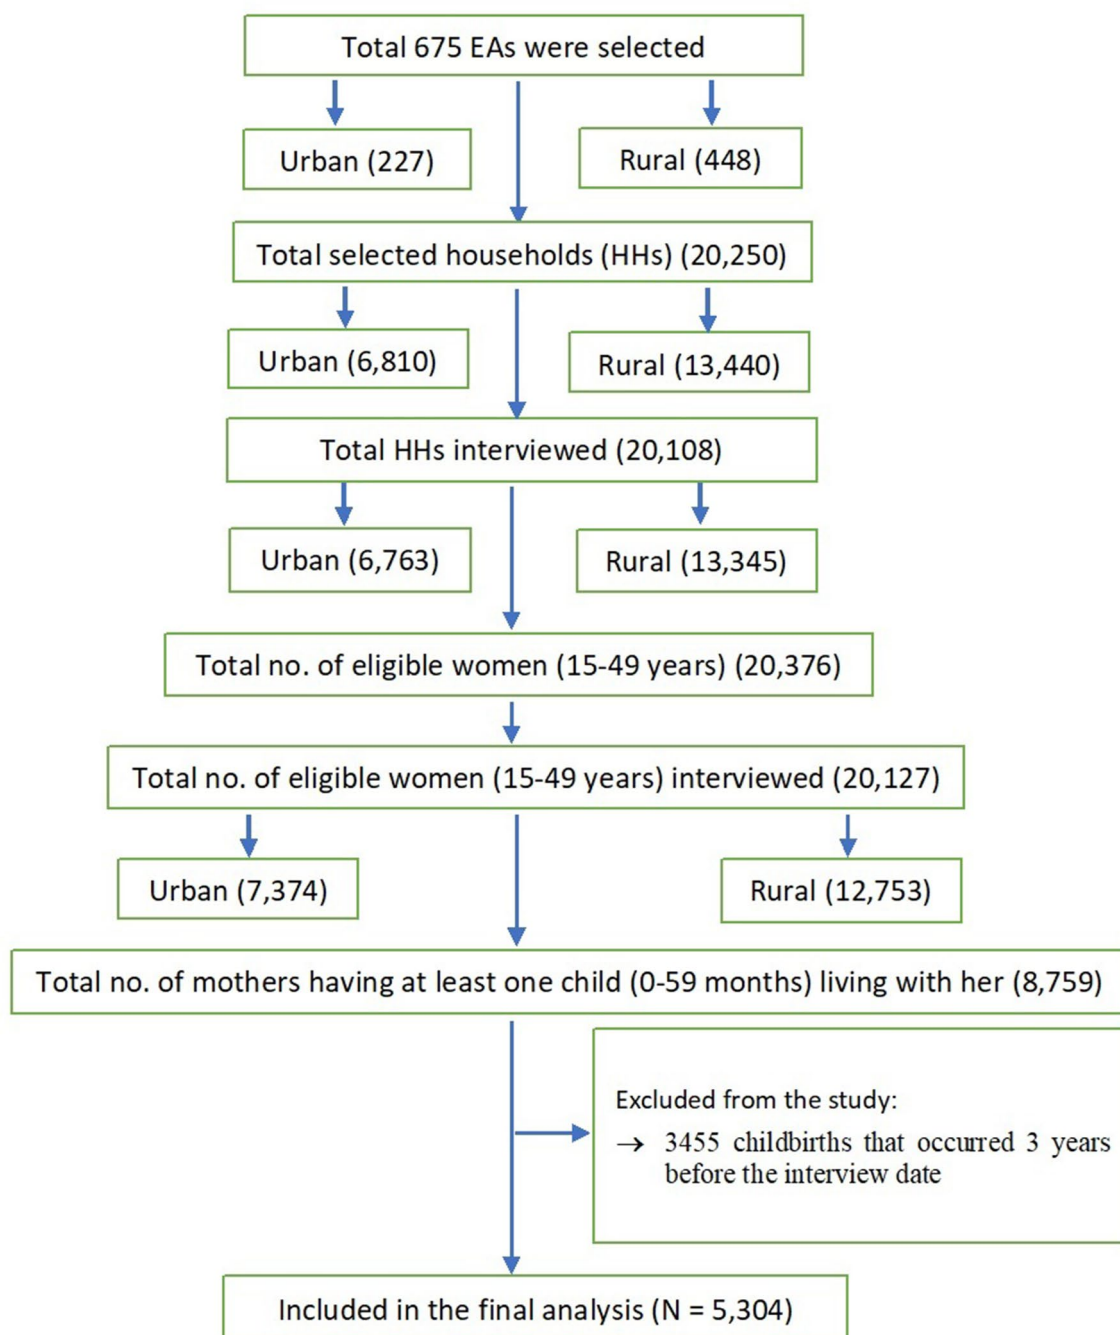 Total 675 EAs were selected
Urban (227)
Rural (448)
Total selected households (HHs) (20,250)
Urban (6,810)
Rural (13,440)
Total HHs interviewed (20,108)
Urban (6,763)
Rural (13,345)
Total no. of eligible women (15-49 years) (20,376)
Total no. of eligible women (15-49 years) interviewed (20,127)
Urban (7,374)
Rural (12,753)
Total no. of mothers having at least one child (0-59 months) living with her (8,759)
Excluded from the study:
→ 3455 childbirths that occurred 3 years
before the interview date
Included in the final analysis (N = 5,304)